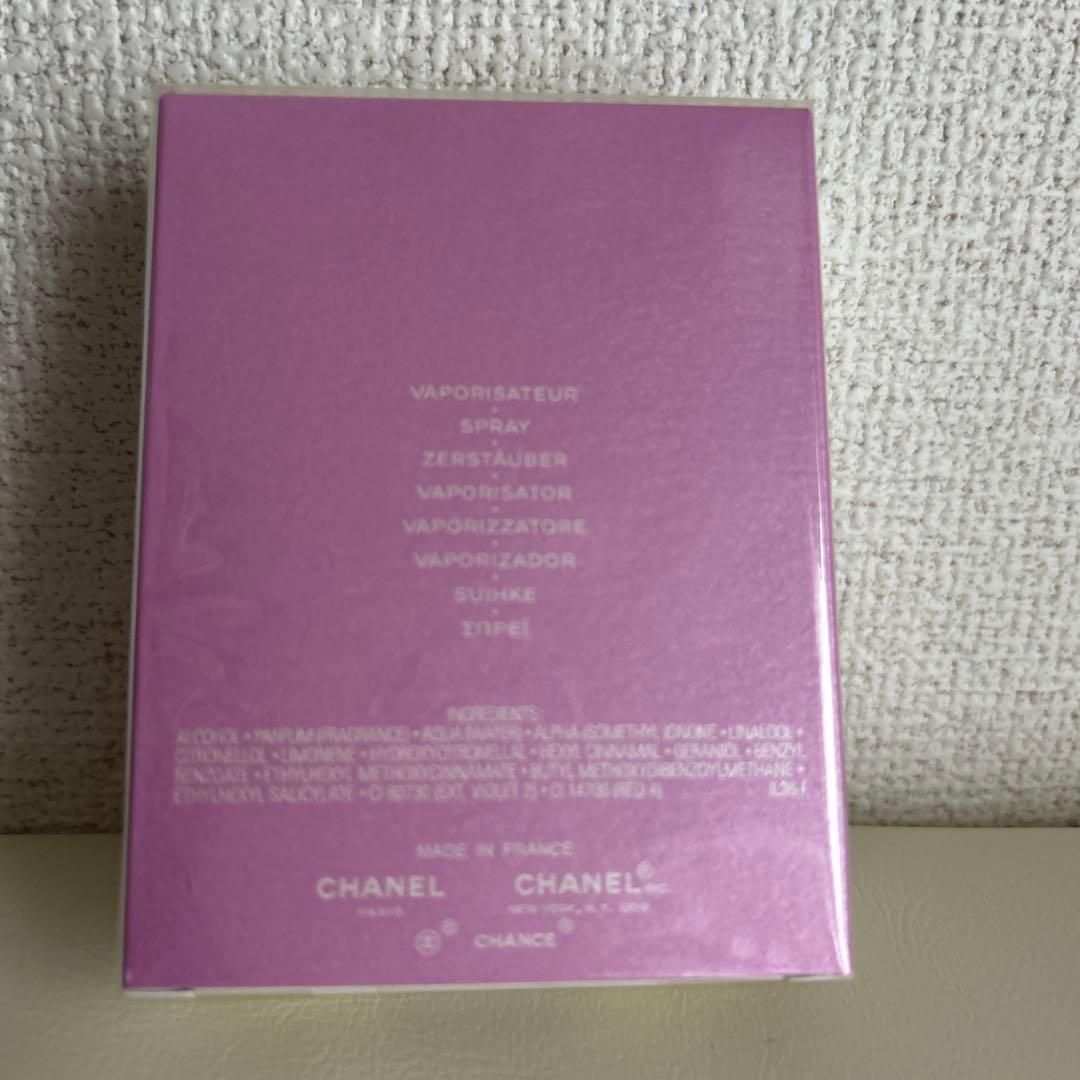 VAPORISATEUR
SPRAY
ZERSTÄUBER
VAPORISATOR
VAPORIZZATORE
VAPORIZADOR
SUIHKE
ΣΠΡΕΪ
INGREDIENTS
ALCOHOL • PARFUM (FRAGRANCE) • AQUA (WATER) • ALPHA-ISOMETHYL IONONE • LINALOOL •
CITRONELLOL • LIMONENE • HYDROXYCITRONELLAL • HEXYL CINNAMAL • GERANIOL • BENZYL
BENZOATE • ETHYLHEXYL METHOXYCINNAMATE • BUTYL METHOXYDIBENZOYLMETHANE •
ETHYLHEXYL SALICYLATE • CI 60730 (EXT. VIOLET 2) • CI 14700 (RED 4)
MADE IN FRANCE
CHANEL CHANEL® INC.
PARIS NEW YORK, N.Y.
® CHANCE®